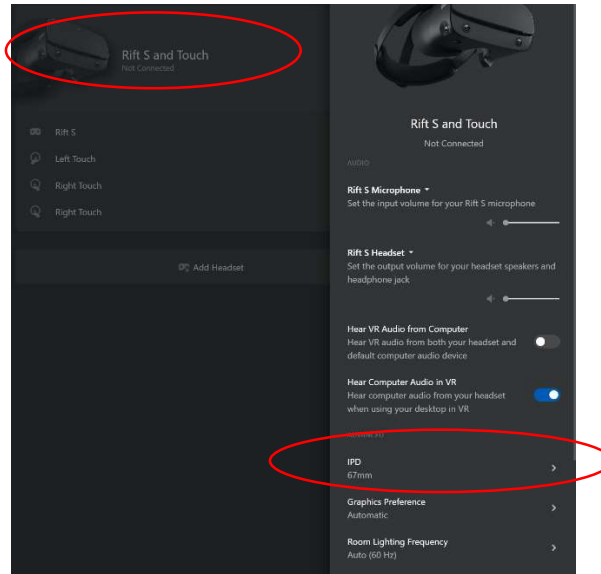 Rift S and Touch
Not Connected
Rift S
Left Touch
Right Touch
Right Touch
Add Headset
Rift S and Touch
Not Connected
AUDIO
Rift S Microphone
Set the input volume for your Rift S microphone
Rift S Headset
Set the output volume for your headset speakers and
headphone jack
Hear VR Audio from Computer
Hear VR audio from both your headset and
default computer audio device
Hear Computer Audio in VR
Hear computer audio from your headset
when using your desktop in VR
ADVANCED
IPD
67mm
Graphics Preference
Automatic
Room Lighting Frequency
Auto (60 Hz)